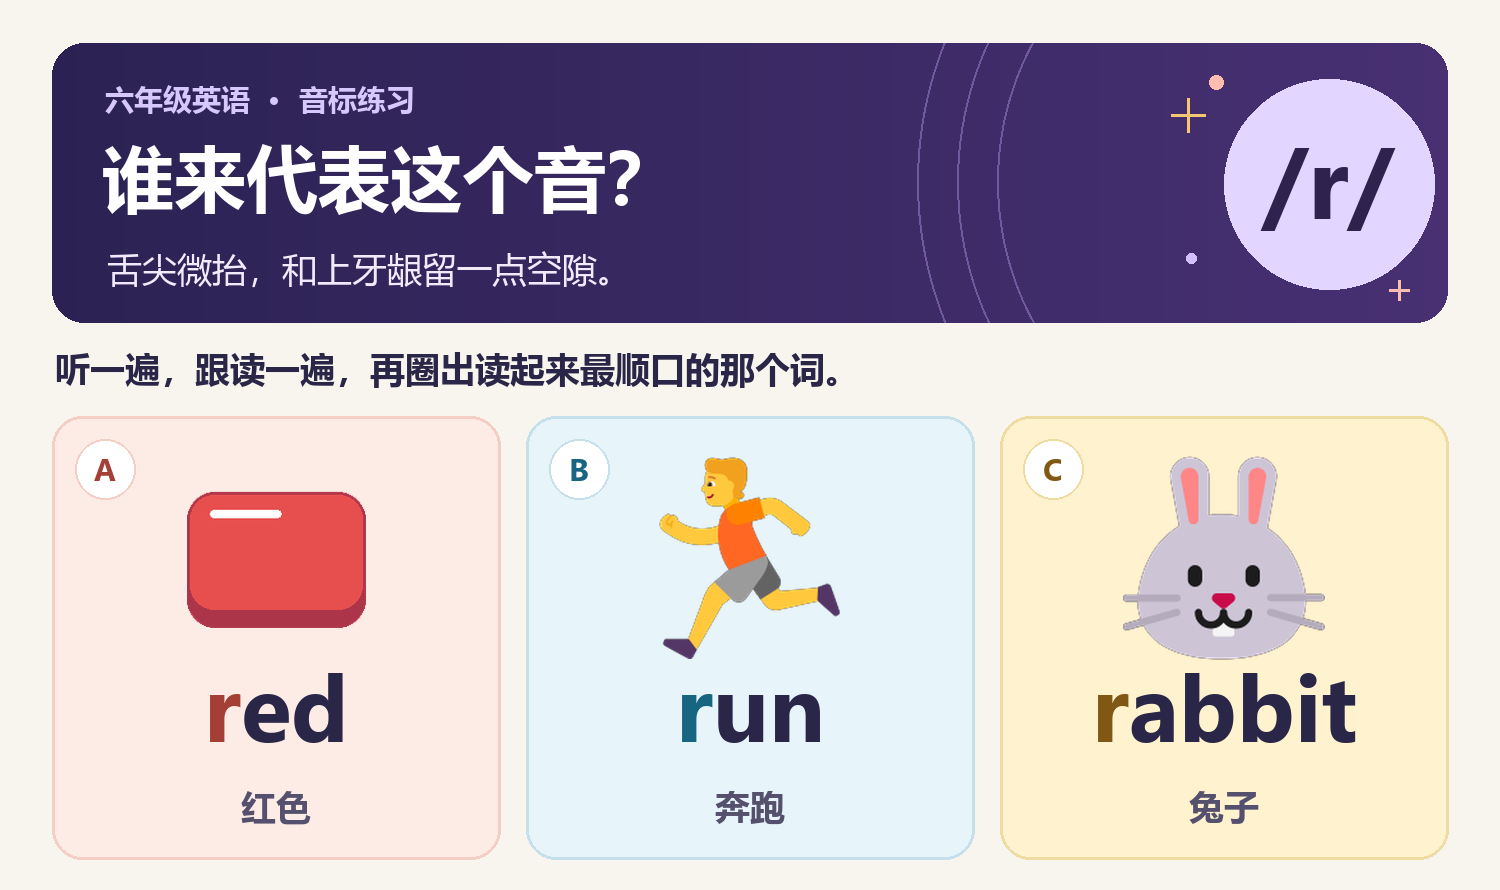 六年级英语 • 音标练习
谁来代表这个音？
/r/
舌尖微抬，和上牙龈留一点空隙。
听一遍，跟读一遍，再圈出读起来最顺口的那个词。
A
red
红色
B
run
奔跑
C
rabbit
兔子